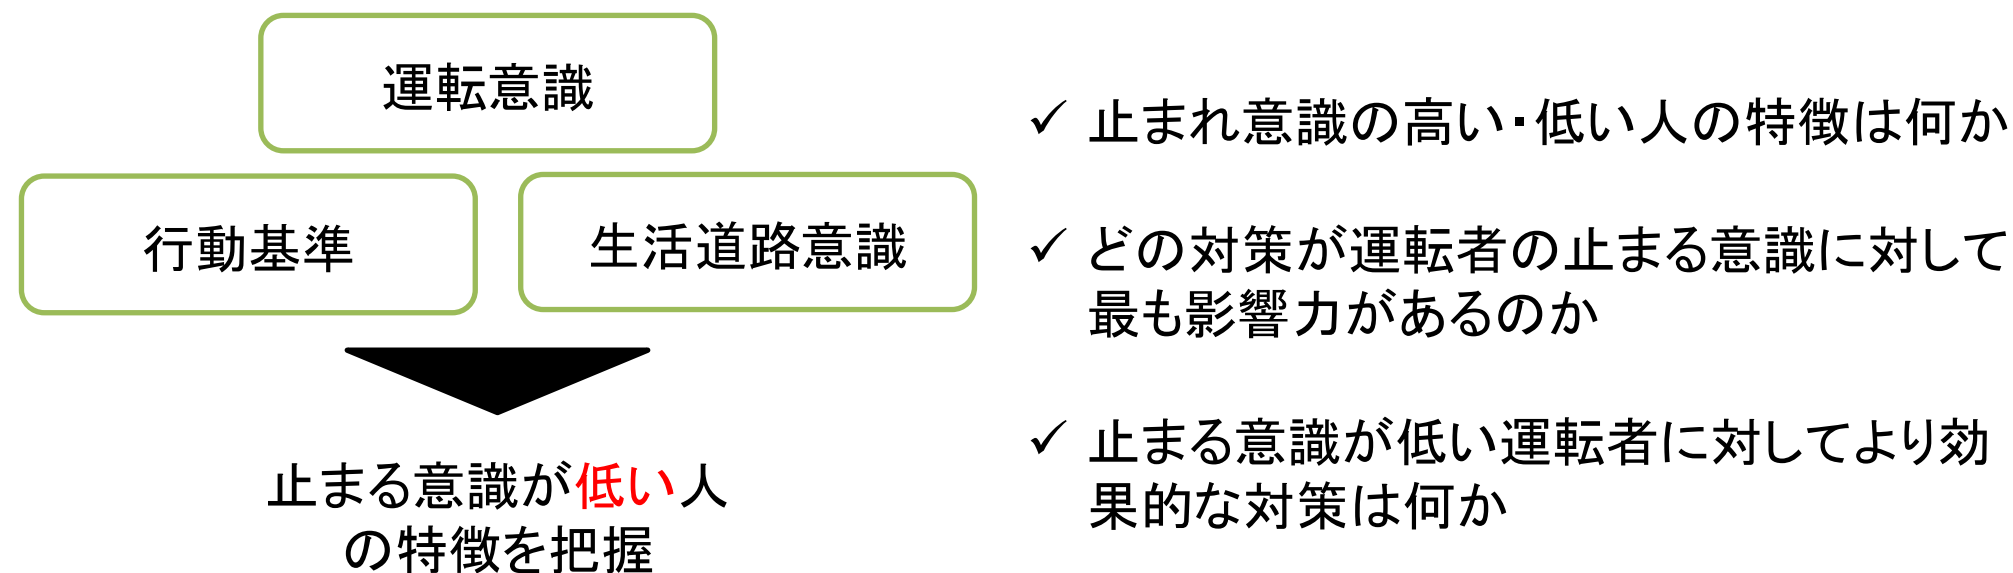 運転意識
行動基準
生活道路意識
止まる意識が低い人
の特徴を把握
✓ 止まれ意識の高い・低い人の特徴は何か
✓ どの対策が運転者の止まる意識に対して
最も影響力があるのか
✓ 止まる意識が低い運転者に対してより効
果的な対策は何か